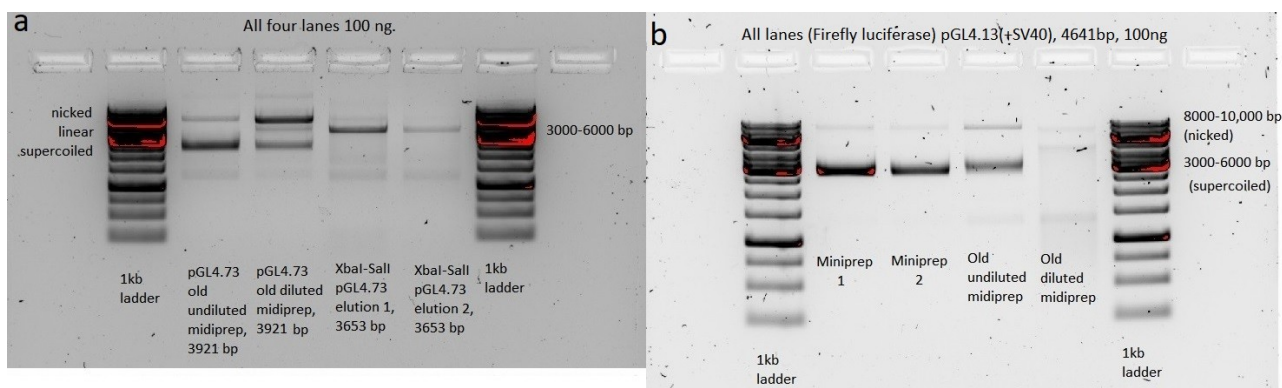 a
All four lanes 100 ng.
nicked
linear
supercoiled
3000-6000 bp
1kb
ladder
pGL4.73
old
undiluted
midiprep,
3921 bp
pGL4.73
old diluted
midiprep,
3921 bp
XbaI-SalI
pGL4.73
elution 1,
3653 bp
XbaI-SalI
pGL4.73
elution 2,
3653 bp
1kb
ladder
b
All lanes (Firefly luciférase) pGL4.13(+SV40), 4641bp, 100ng
8000-10,000 bp
(nicked)
3000-6000 bp
(supercoiled)
1kb
ladder
Miniprep
1
Miniprep
2
Old
undiluted
midiprep
Old
diluted
midiprep
1kb
ladder